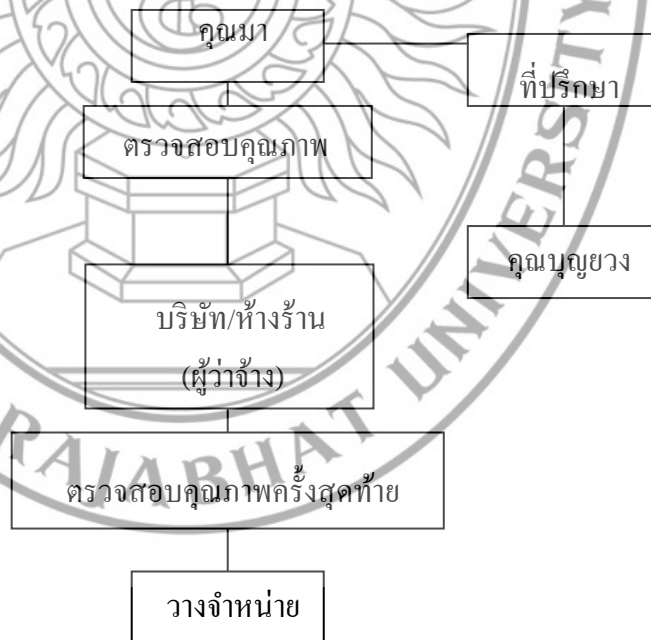 คุณมา
ที่ปรึกษา
ตรวจสอบคุณภาพ
คุณบุญยวง
บริษัท/ห้างร้าน
(ผู้ว่าจ้าง)
ตรวจสอบคุณภาพครั้งสุดท้าย
วางจำหน่าย
RAJABHAT UNIVERSITY